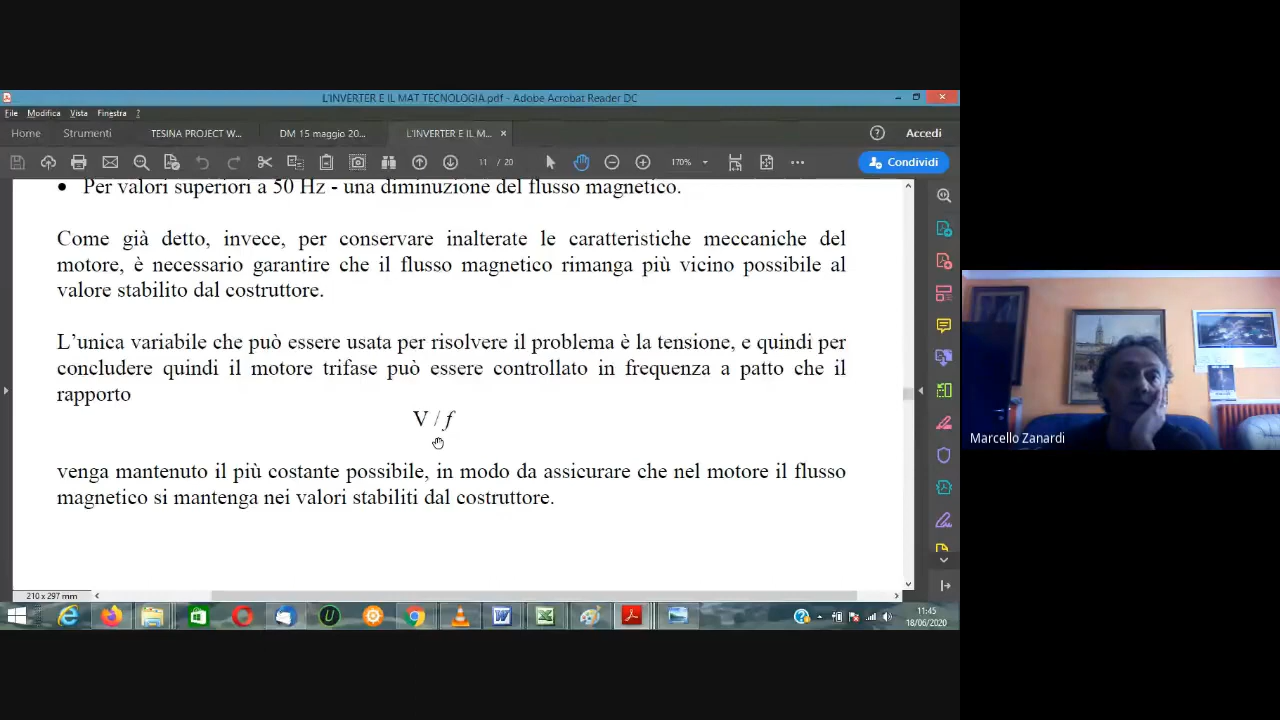 L'INVERTER E IL MAT TECNOLOGIA.pdf - Adobe Acrobat Reader DC
File Modifica Vista Finestra ?
Home Strumenti TESINA PROJECT W... DM 15 maggio 20... L'INVERTER E IL M... × Accedi
11 / 20 170% Condividi
• Per valori superiori a 50 Hz - una diminuzione del flusso magnetico.
Come già detto, invece, per conservare inalterate le caratteristiche meccaniche del
motore, è necessario garantire che il flusso magnetico rimanga più vicino possibile al
valore stabilito dal costruttore.
L'unica variabile che può essere usata per risolvere il problema è la tensione, e quindi per
concludere quindi il motore trifase può essere controllato in frequenza a patto che il
rapporto
V / f
venga mantenuto il più costante possibile, in modo da assicurare che nel motore il flusso
magnetico si mantenga nei valori stabiliti dal costruttore.
210 x 297 mm
11:45
18/06/2020
Marcello Zanardi